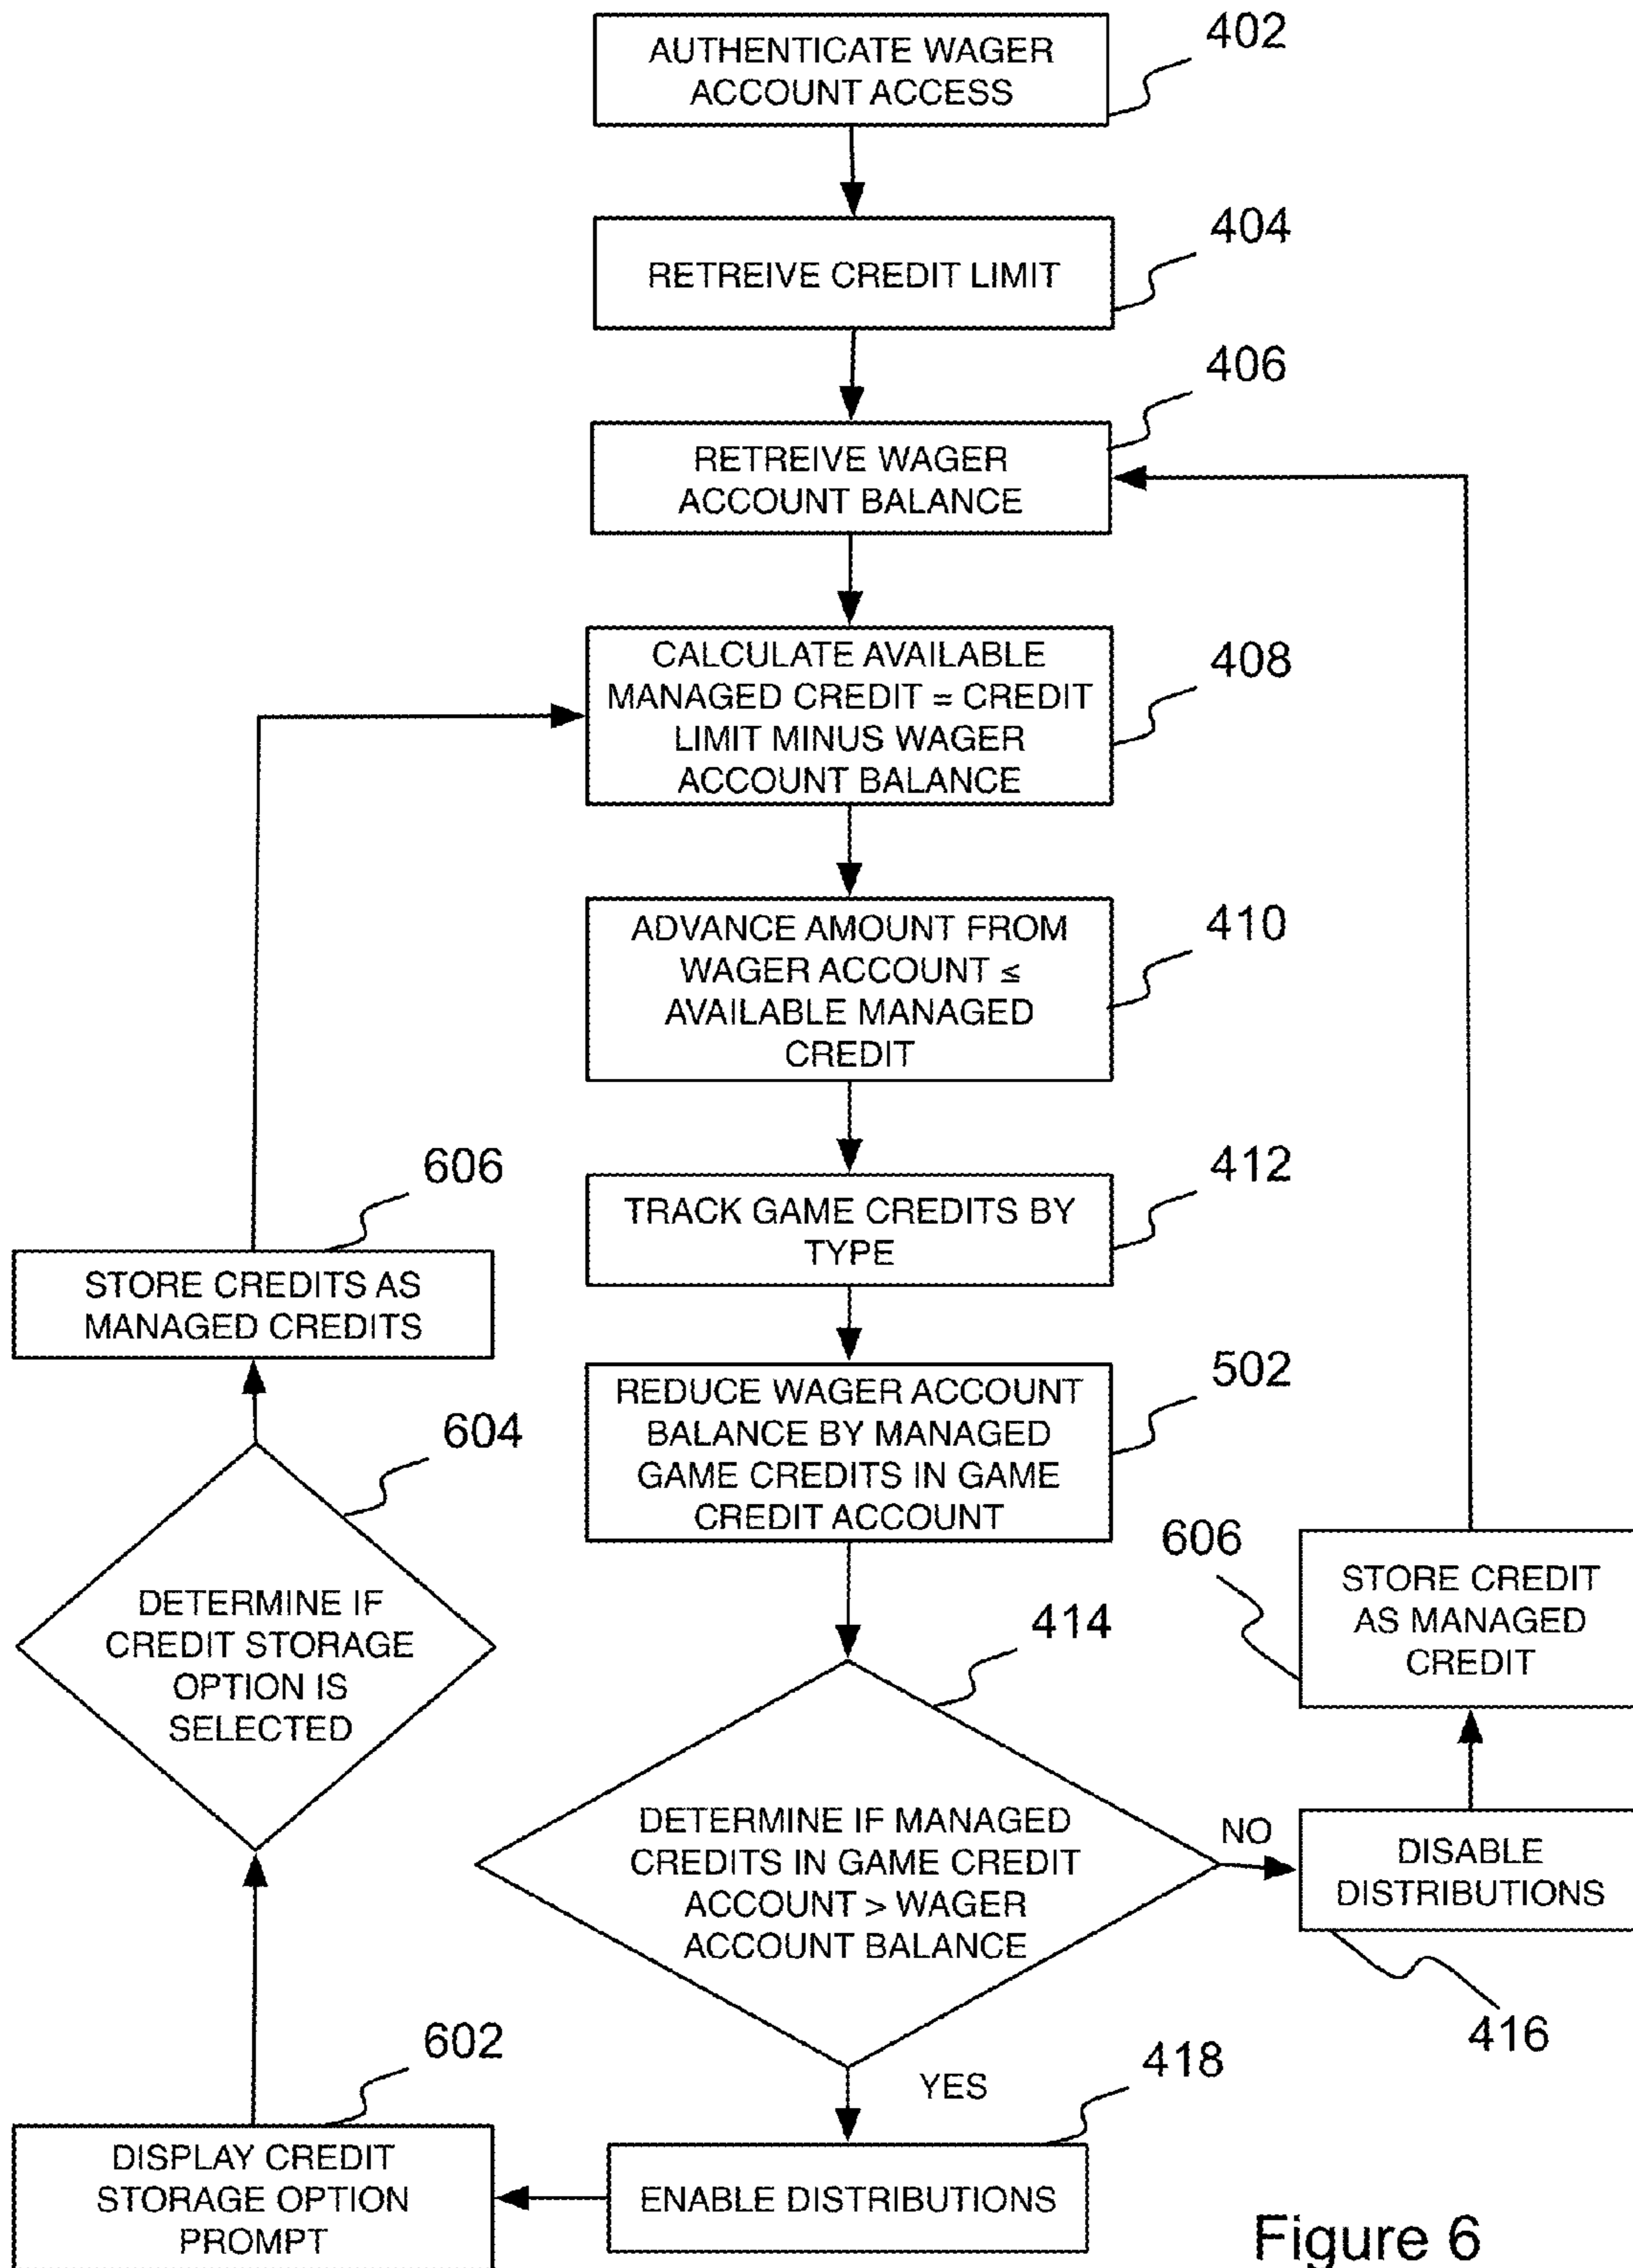 AUTHENTICATE WAGER
ACCOUNT ACCESS
402
RETREIVE CREDIT LIMIT
404
RETREIVE WAGER
ACCOUNT BALANCE
406
CALCULATE AVAILABLE
MANAGED CREDIT = CREDIT
LIMIT MINUS WAGER
ACCOUNT BALANCE
408
ADVANCE AMOUNT FROM
WAGER ACCOUNT ≤
AVAILABLE MANAGED
CREDIT
410
TRACK GAME CREDITS BY
TYPE
412
REDUCE WAGER ACCOUNT
BALANCE BY MANAGED
GAME CREDITS IN GAME
CREDIT ACCOUNT
502
DETERMINE IF MANAGED
CREDITS IN GAME CREDIT
ACCOUNT > WAGER
ACCOUNT BALANCE
414
NO
DISABLE
DISTRIBUTIONS
416
STORE CREDIT
AS MANAGED
CREDIT
606
YES
ENABLE DISTRIBUTIONS
418
DISPLAY CREDIT
STORAGE OPTION
PROMPT
602
DETERMINE IF
CREDIT STORAGE
OPTION IS
SELECTED
604
STORE CREDITS AS
MANAGED CREDITS
606
Figure 6